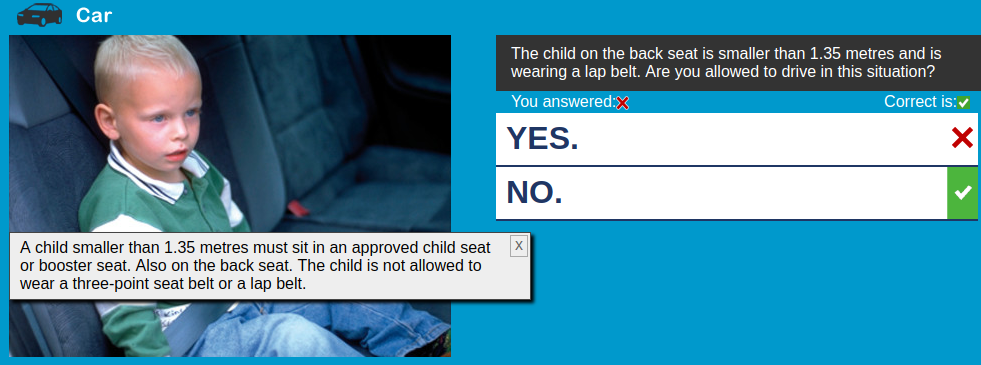 Car
The child on the back seat is smaller than 1.35 metres and is
wearing a lap belt. Are you allowed to drive in this situation?
You answered:
Correct is:
YES.
NO.
A child smaller than 1.35 metres must sit in an approved child seat
or booster seat. Also on the back seat. The child is not allowed to
wear a three-point seat belt or a lap belt.
X